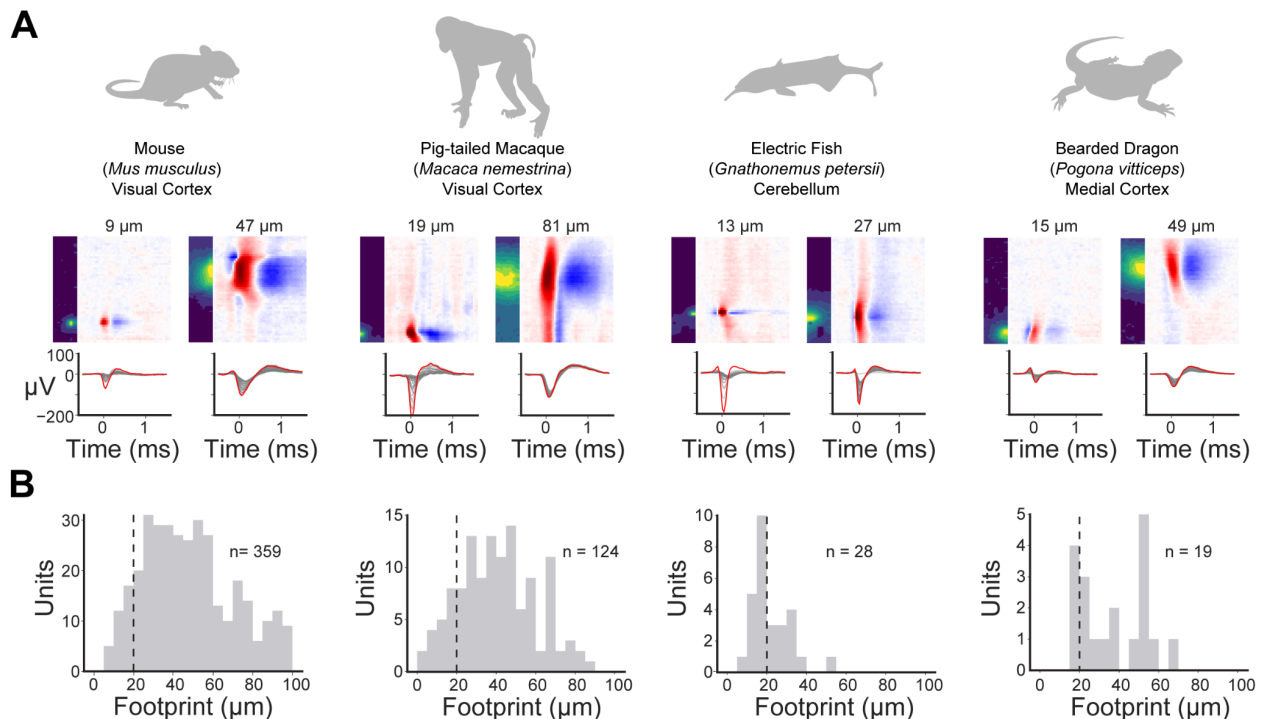 A
Mouse
(Mus musculus)
Visual Cortex
Pig-tailed Macaque
(Macaca nemestrina)
Visual Cortex
Electric Fish
(Gnathonemus petersii)
Cerebellum
Bearded Dragon
(Pogona vitticeps)
Medial Cortex
9 µm
47 µm
19 µm
81 µm
13 µm
27 µm
15 µm
49 µm
100
0
−200
µV
0 1
0 1
0 1
0 1
0 1
0 1
0 1
0 1
Time (ms)
Time (ms)
Time (ms)
Time (ms)
Time (ms)
Time (ms)
Time (ms)
Time (ms)
B
30
20
10
0
Units
n= 359
0 20 40 60 80 100
Footprint (µm)
15
10
5
0
Units
n = 124
0 20 40 60 80 100
Footprint (µm)
10
8
6
4
2
0
Units
n = 28
0 20 40 60 80 100
Footprint (µm)
5
4
3
2
1
0
Units
n = 19
0 20 40 60 80 100
Footprint (µm)